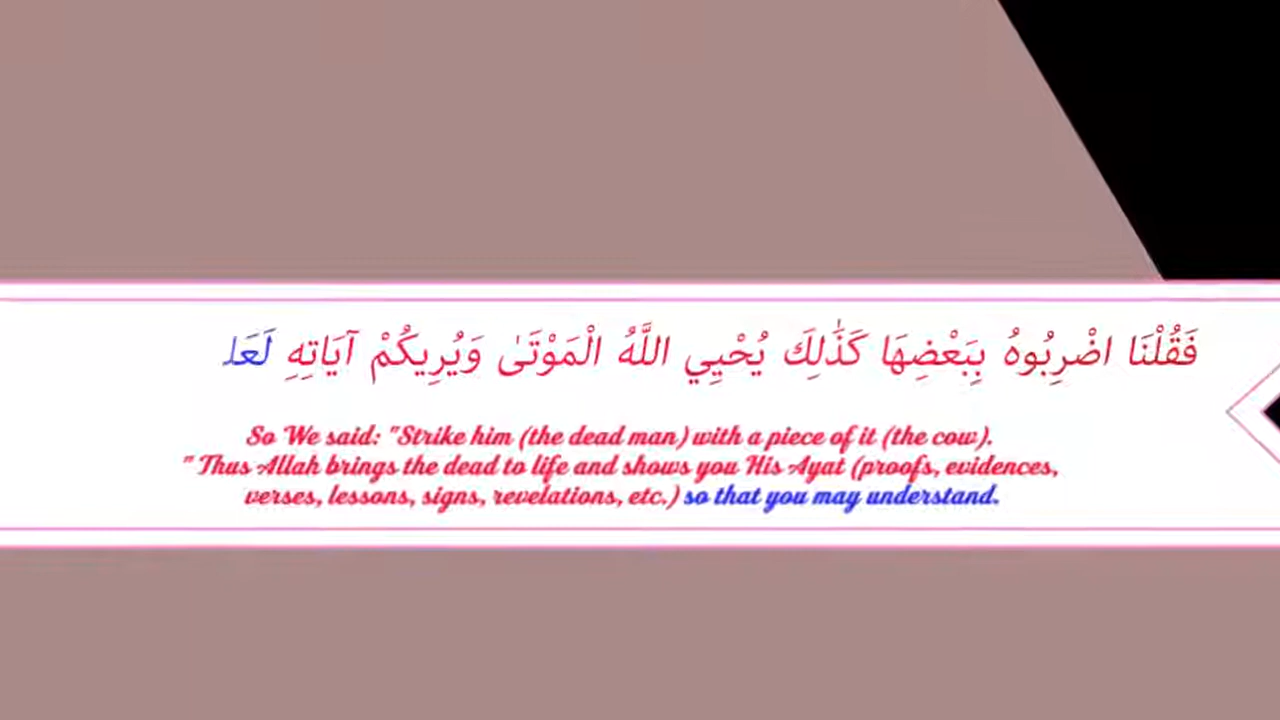 فَقُلْنَا اضْرِبُوهُ بِبَعْضِهَا كَذَٰلِكَ يُحْيِي اللَّهُ الْمَوْتَىٰ وَيُرِيكُمْ آيَاتِهِ لَعَلـ
So We said: "Strike him (the dead man) with a piece of it (the cow).
" Thus Allah brings the dead to life and shows you His Ayat (proofs, evidences,
verses, lessons, signs, revelations, etc.) so that you may understand.